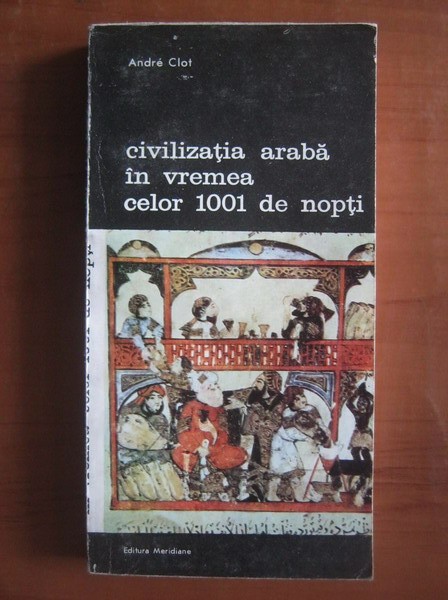 André Clot
civilizaţia arabă
în vremea
celor 1001 de nopţi
Editura Meridiane